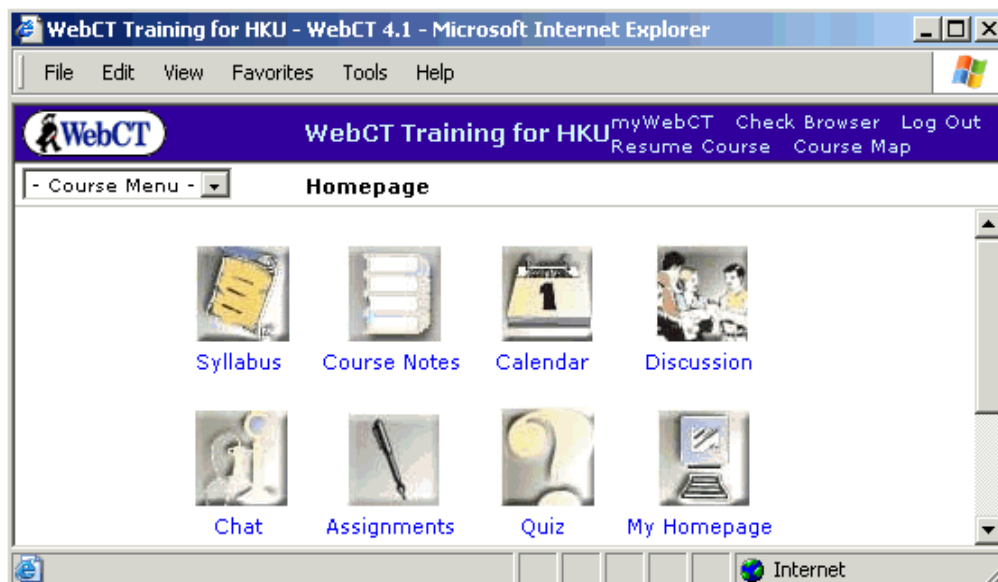 WebCT Training for HKU - WebCT 4.1 - Microsoft Internet Explorer
File Edit View Favorites Tools Help
WebCT WebCT Training for HKU myWebCT Check Browser Log Out
Resume Course Course Map
- Course Menu - Homepage
1
Syllabus Course Notes Calendar Discussion
Chat Assignments Quiz My Homepage
Internet